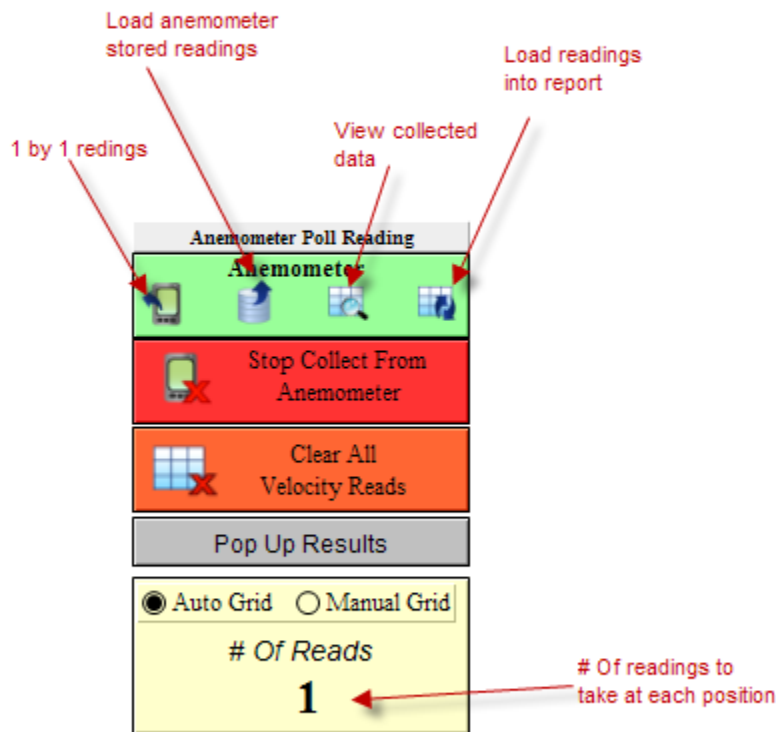 Load anemometer
stored readings
Load readings
into report
View collected
data
1 by 1 redings
Anemometer Poll Reading
Anemometer
Stop Collect From
Anemometer
Clear All
Velocity Reads
Pop Up Results
Auto Grid Manual Grid
# Of Reads
1
# Of readings to
take at each position